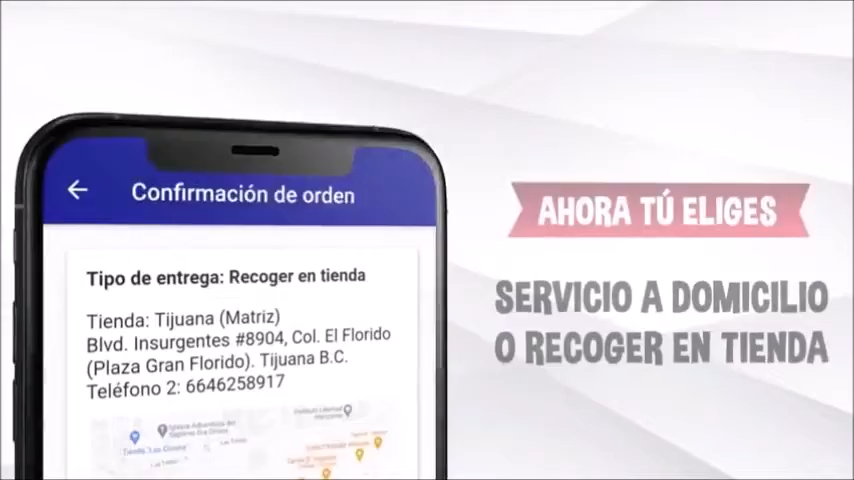 Confirmación de orden
Tipo de entrega: Recoger en tienda
Tienda: Tijuana (Matriz)
Blvd. Insurgentes #8904, Col. El Florido
(Plaza Gran Florido). Tijuana B.C.
Teléfono 2: 6646258917
AHORA TÚ ELIGES
SERVICIO A DOMICILIO
O RECOGER EN TIENDA